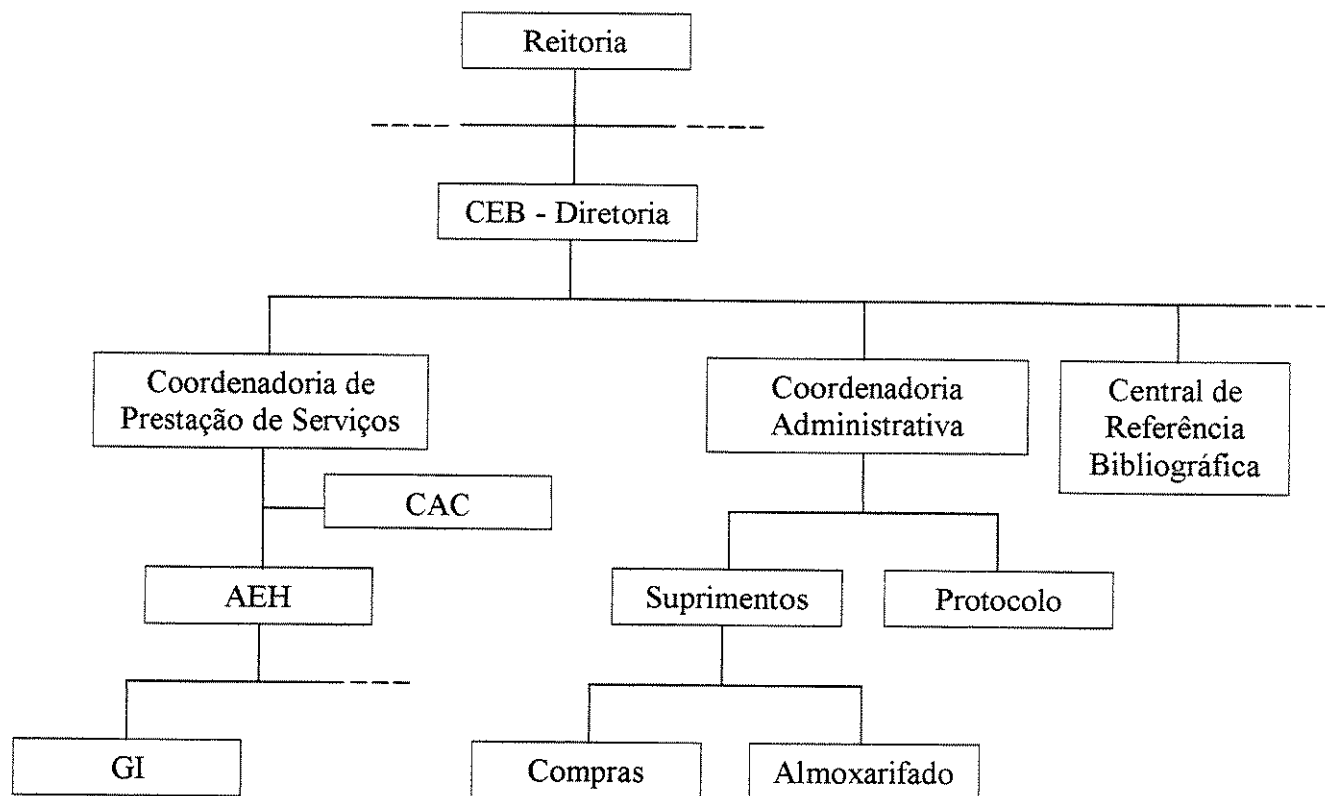 Reitoria
CEB - Diretoria
Coordenadoria de
Prestação de Serviços
Coordenadoria
Administrativa
Central de
Referência
Bibliográfica
CAC
AEH
Suprimentos
Protocolo
GI
Compras
Almoxarifado